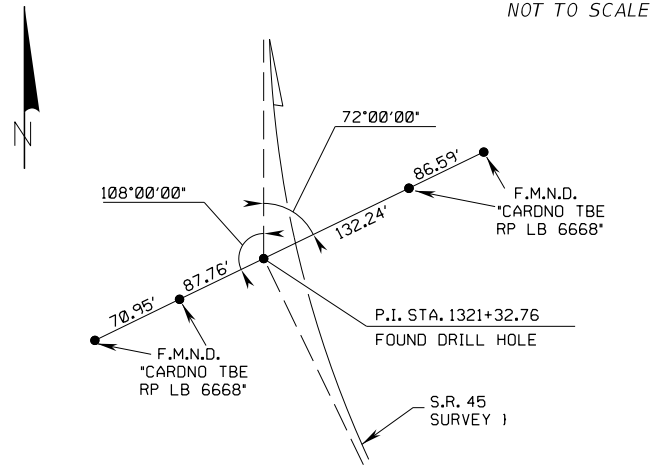 NOT TO SCALE
N
72°00'00"
86.59'
108°00'00"
F.M.N.D.
"CARDNO TBE
RP LB 6668"
132.24'
87.76'
70.95'
P.I. STA. 1321+32.76
FOUND DRILL HOLE
F.M.N.D.
"CARDNO TBE
RP LB 6668"
S.R. 45
SURVEY }